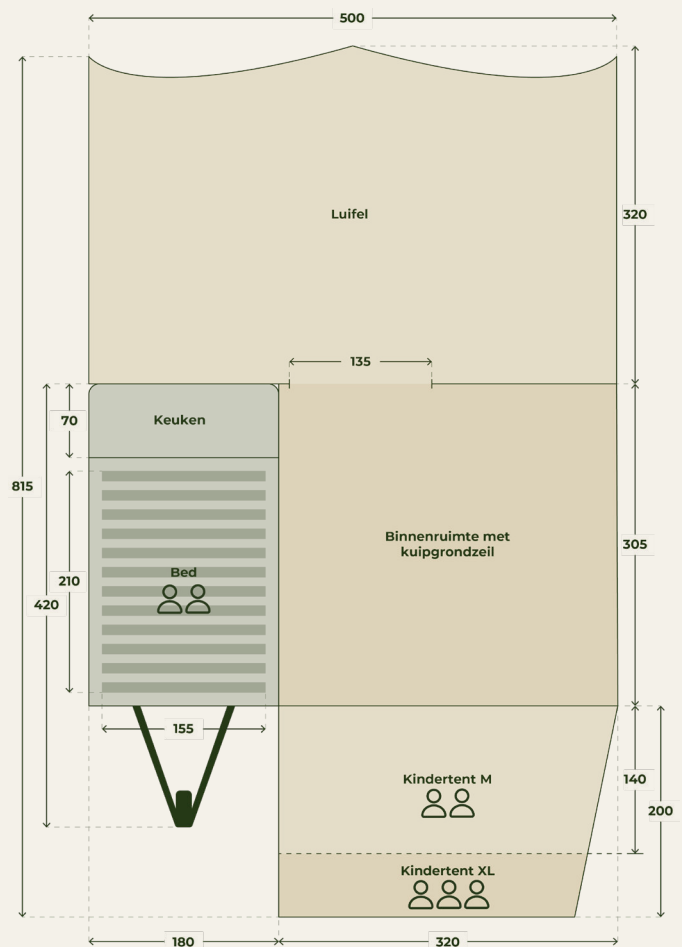 500
Luifel
320
135
Keuken
70
815
Binnenruimte met
kuipgrondzeil
305
Bed
210
420
155
Kindertent M
140
200
Kindertent XL
180
320